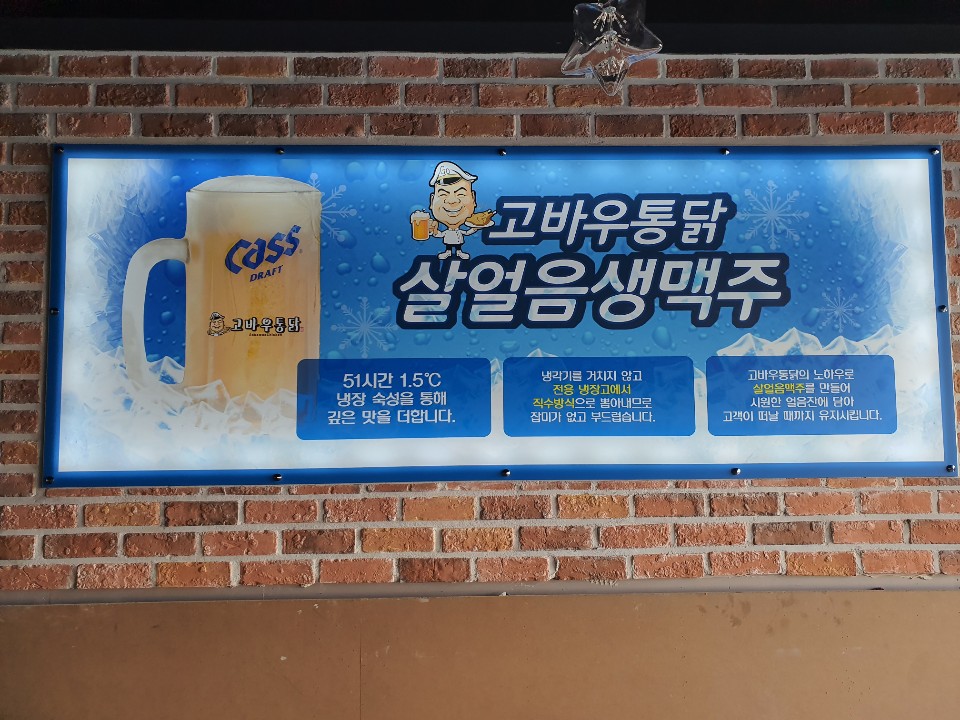 cass
DRAFT
고바우통닭
GO
고바우통닭
살얼음생맥주
51시간 1.5℃
냉장 숙성을 통해
깊은 맛을 더합니다.
냉각기를 거치지 않고
전용 냉장고에서
직수방식으로 뽑아내므로
잡미가 없고 부드럽습니다.
고바우통닭의 노하우로
살얼음맥주를 만들어
시원한 얼음잔에 담아
고객이 떠날 때까지 유지시킵니다.